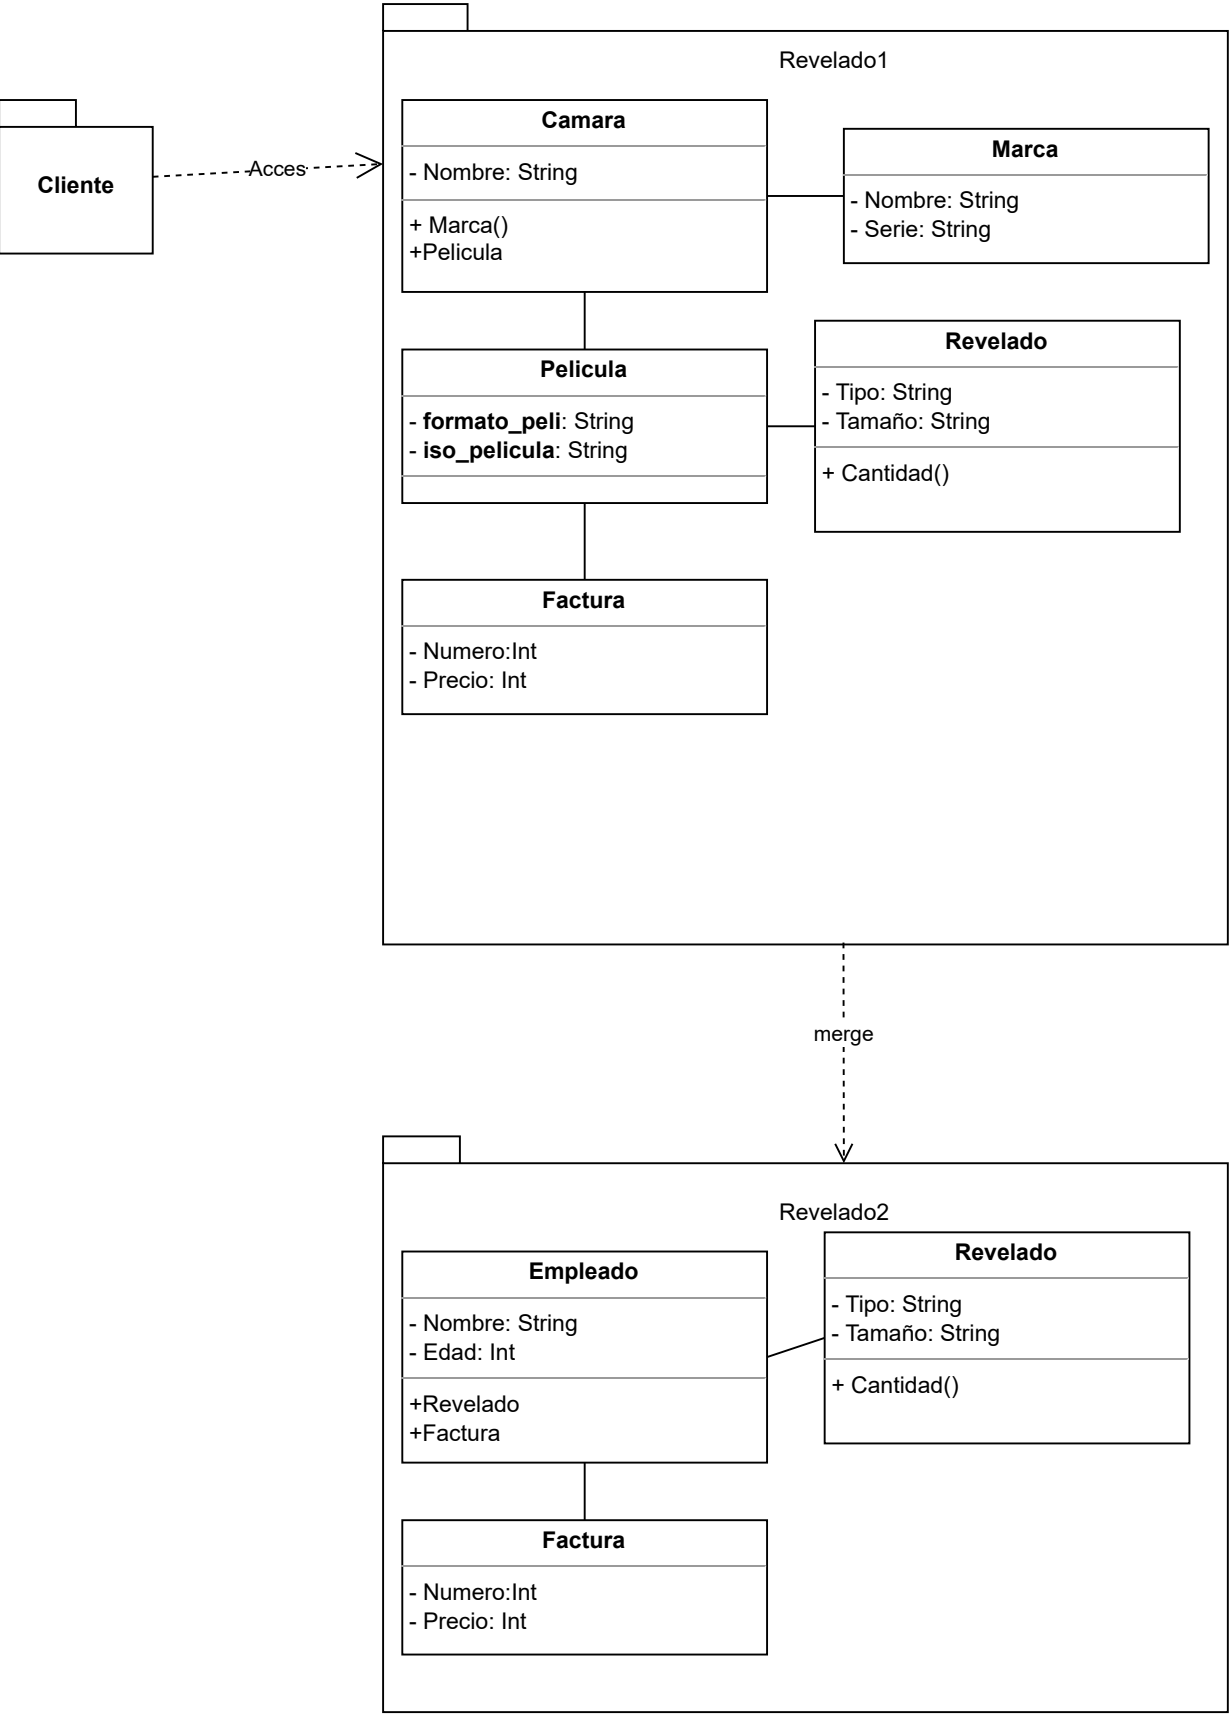 Revelado1
Cliente
Acces
Camara
- Nombre: String
+ Marca()
+Pelicula
Marca
- Nombre: String
- Serie: String
Pelicula
- formato_peli: String
- iso_pelicula: String
Revelado
- Tipo: String
- Tamaño: String
+ Cantidad()
Factura
- Numero:Int
- Precio: Int
merge
Revelado2
Empleado
- Nombre: String
- Edad: Int
+Revelado
+Factura
Revelado
- Tipo: String
- Tamaño: String
+ Cantidad()
Factura
- Numero:Int
- Precio: Int